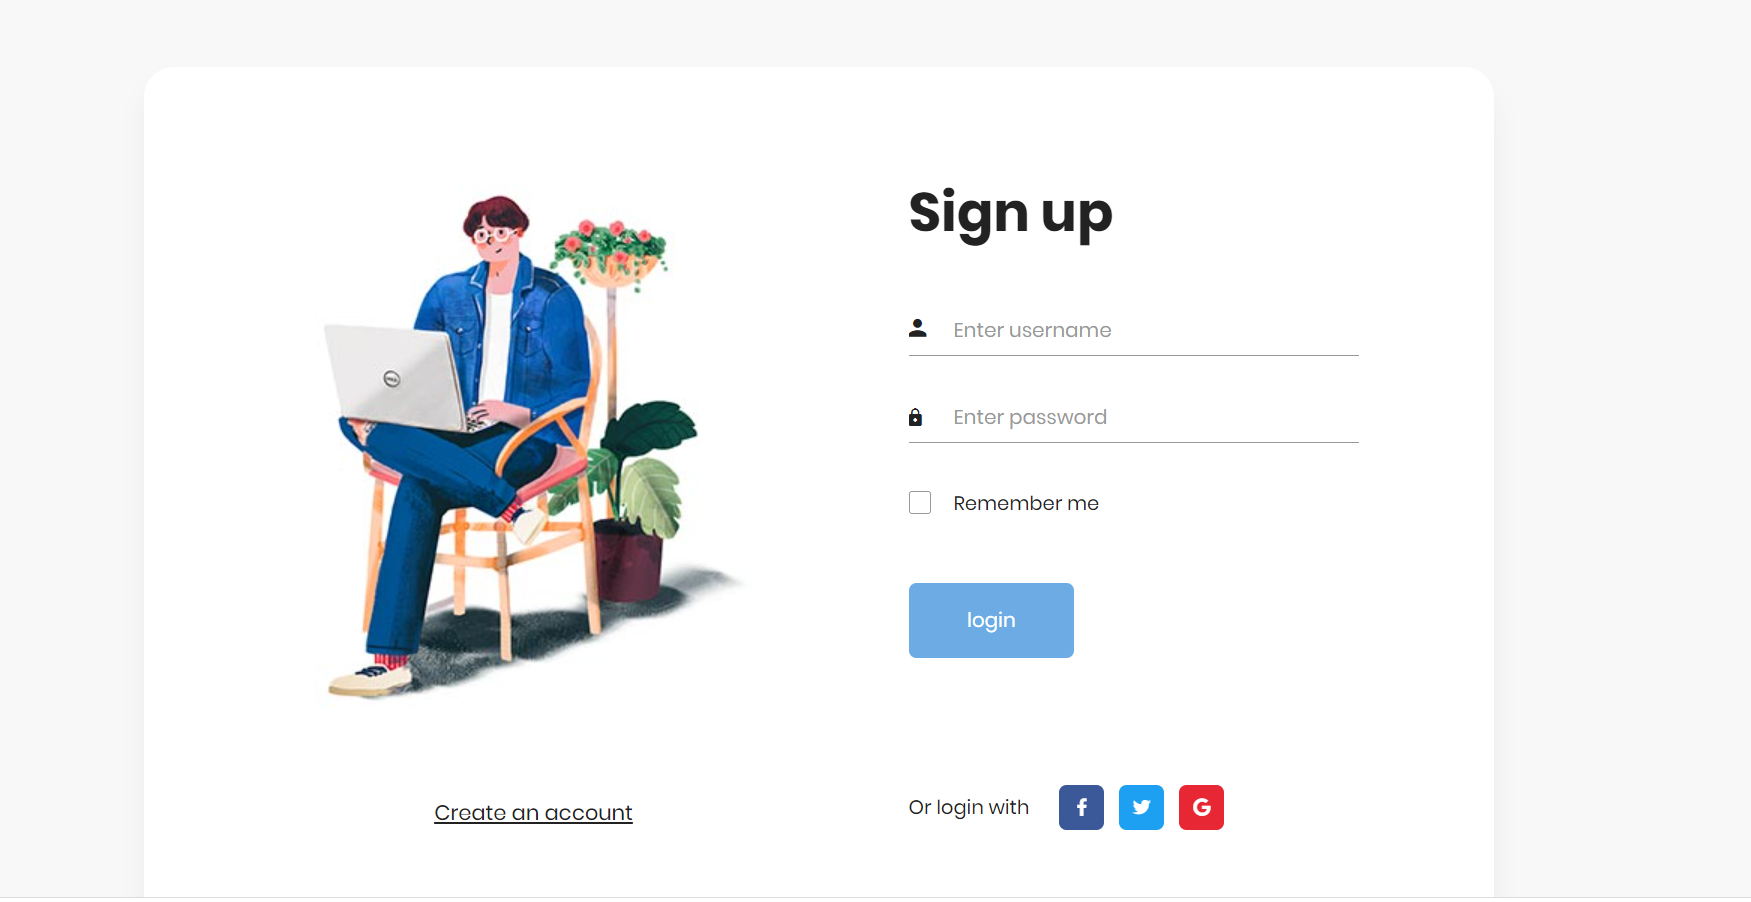 Sign up
Enter username
Enter password
Remember me
login
Create an account
Or login with